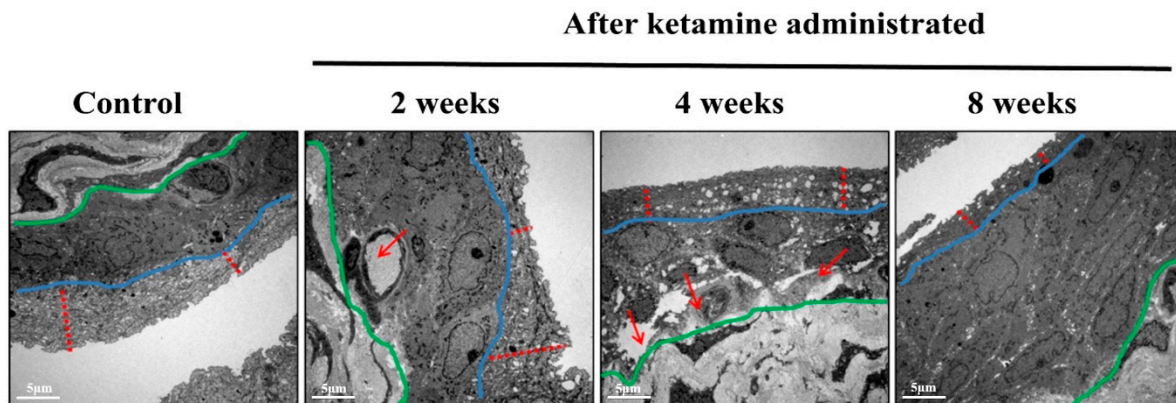 After ketamine administrated
Control
2 weeks
4 weeks
8 weeks
5μm
5μm
5μm
5μm